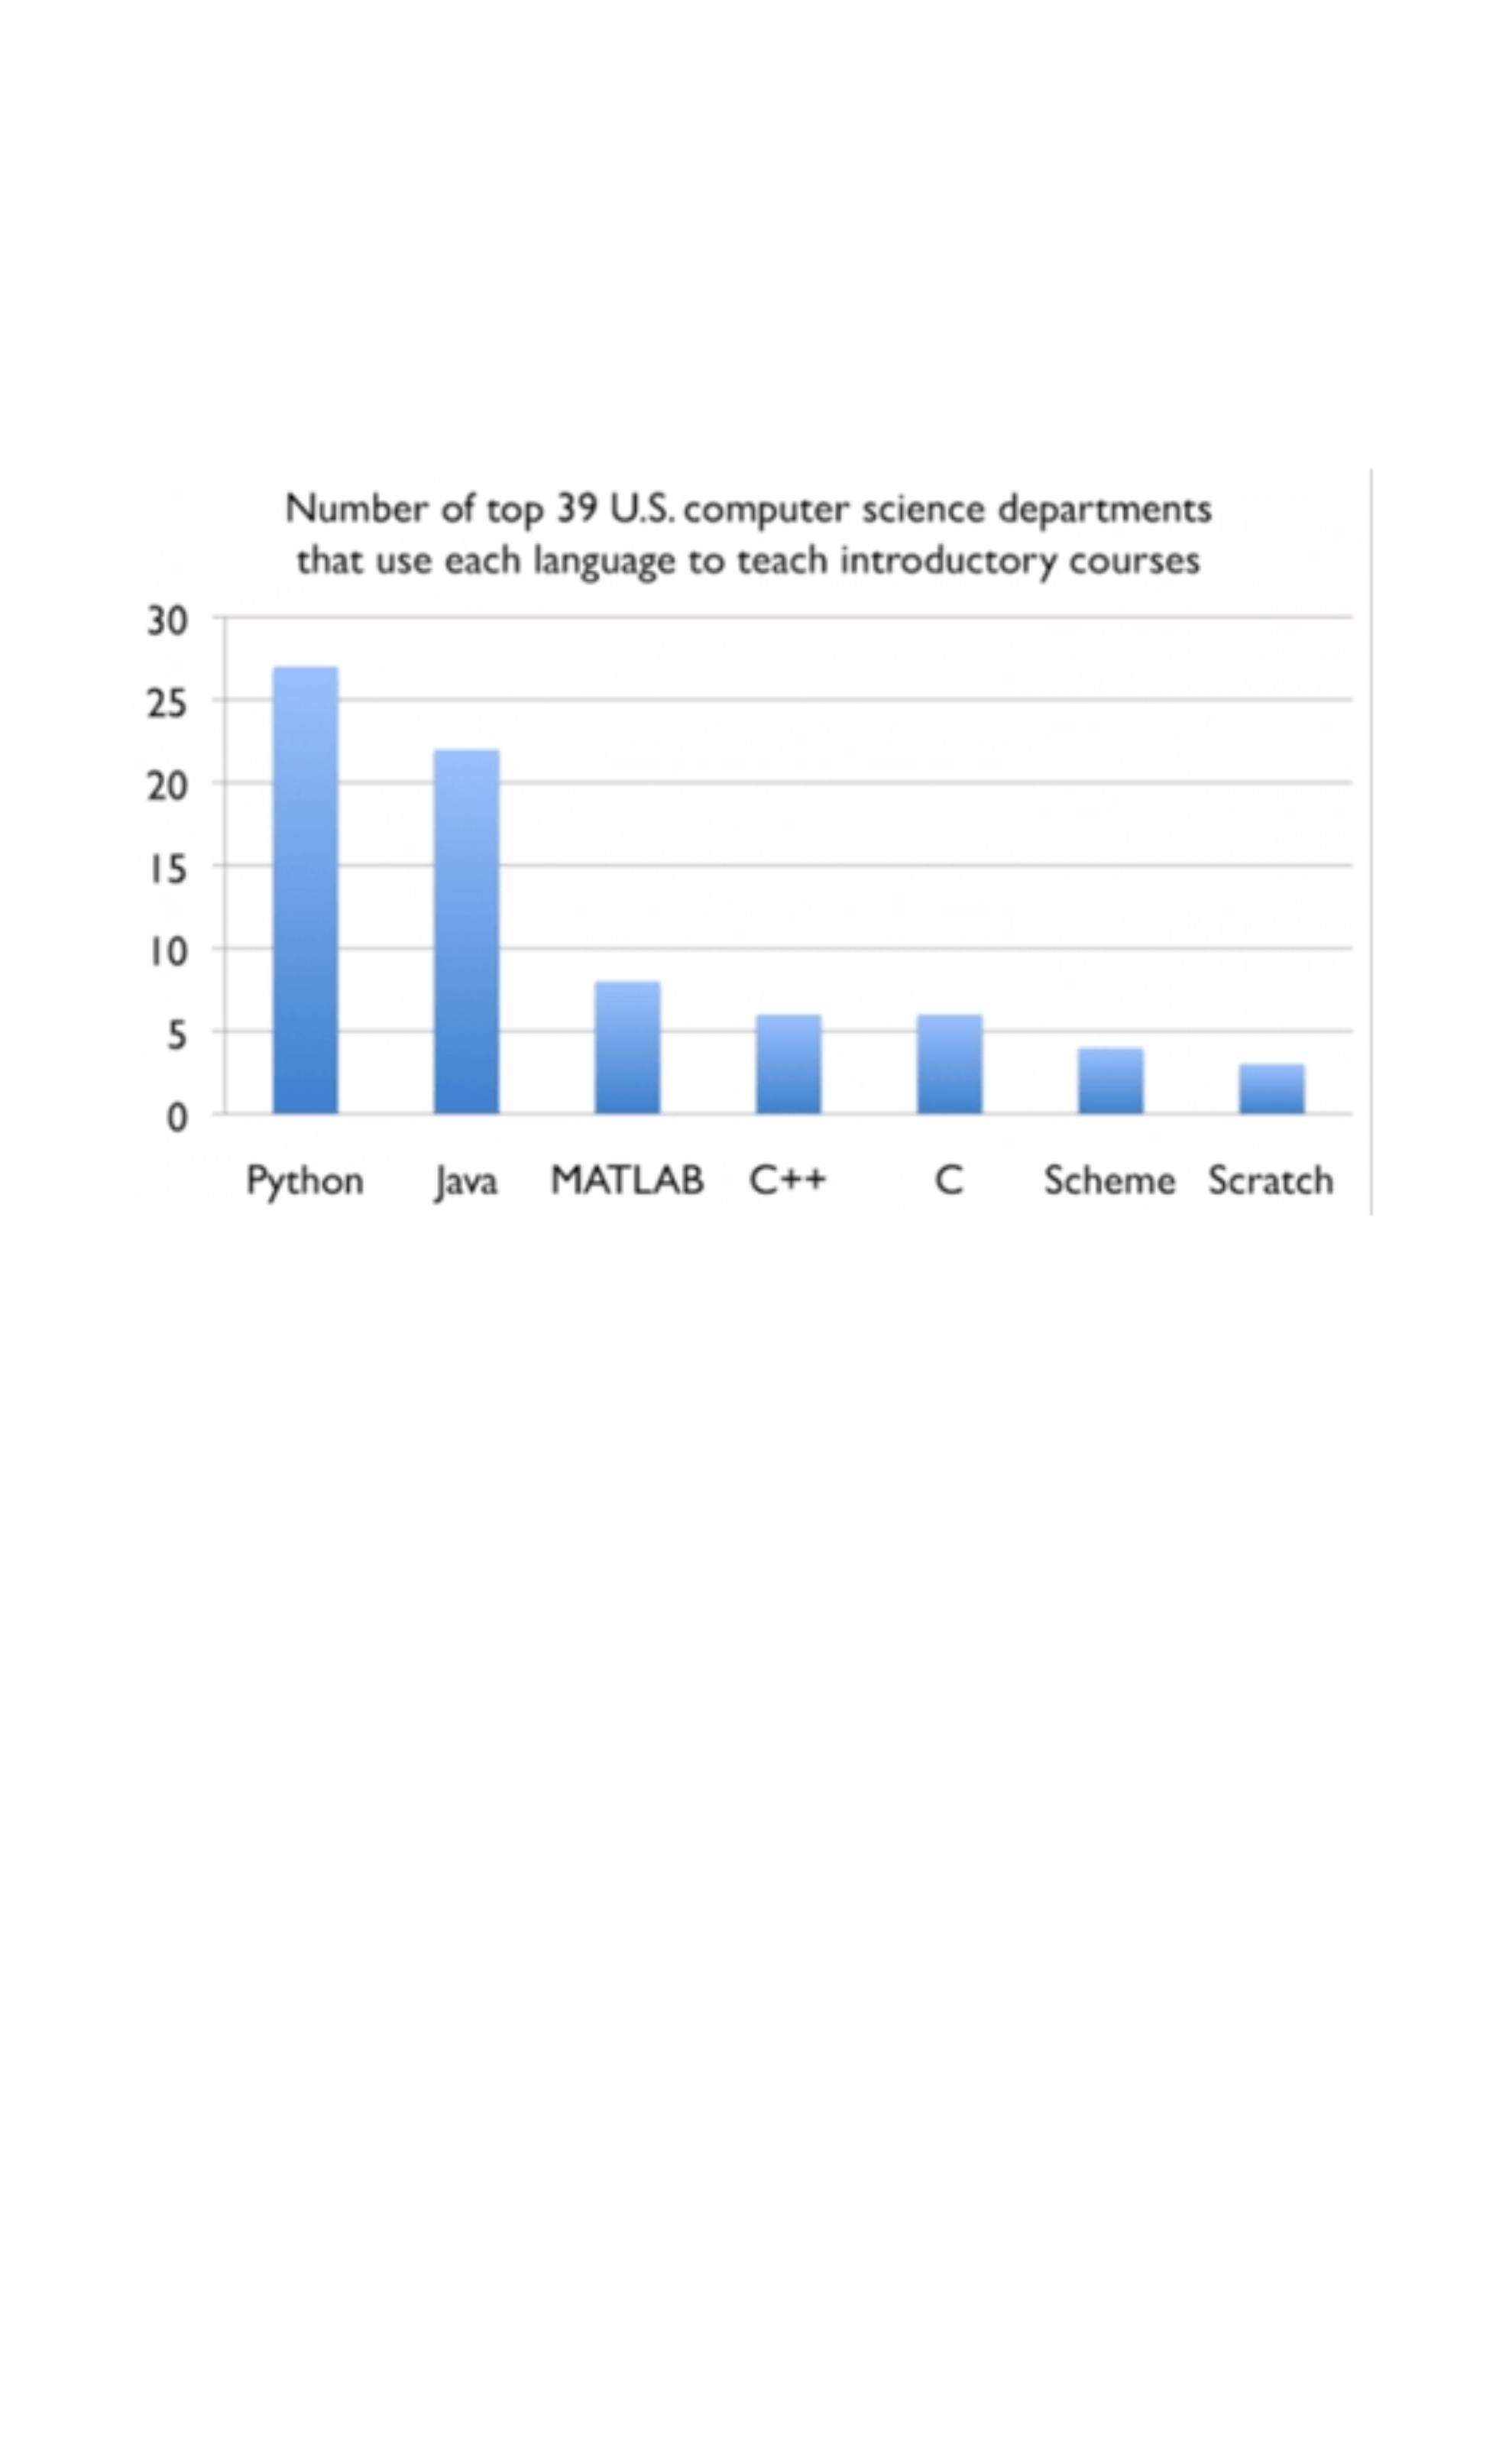 Number of top 39 U.S. computer science departments
that use each language to teach introductory courses
30
25
20
15
10
5
0
Python Java MATLAB C++ C Scheme Scratch